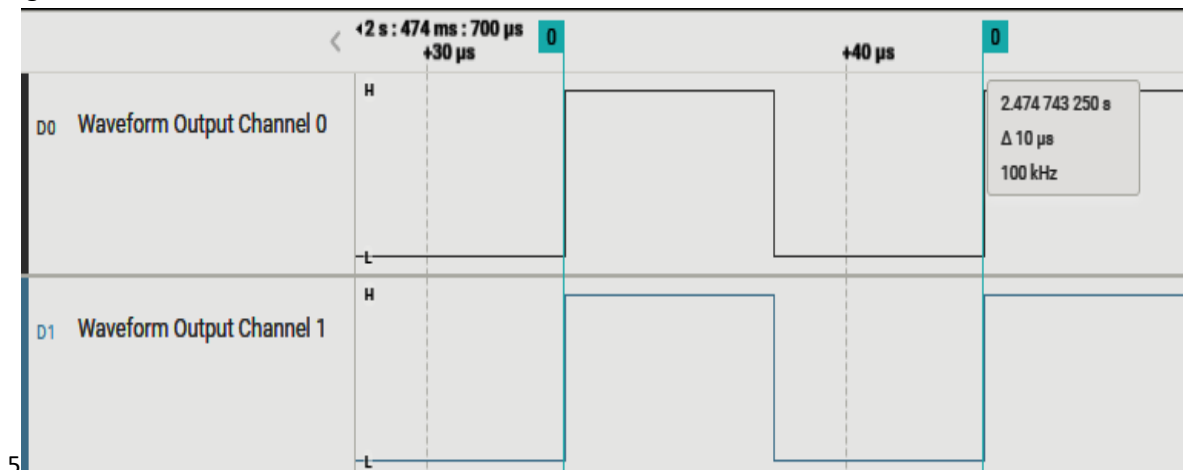 <
◂2 s : 474 ms : 700 µs
+30 µs
0
+40 µs
0
D0 Waveform Output Channel 0
H
L
2.474 743 250 s
Δ 10 µs
100 kHz
D1 Waveform Output Channel 1
H
L
5